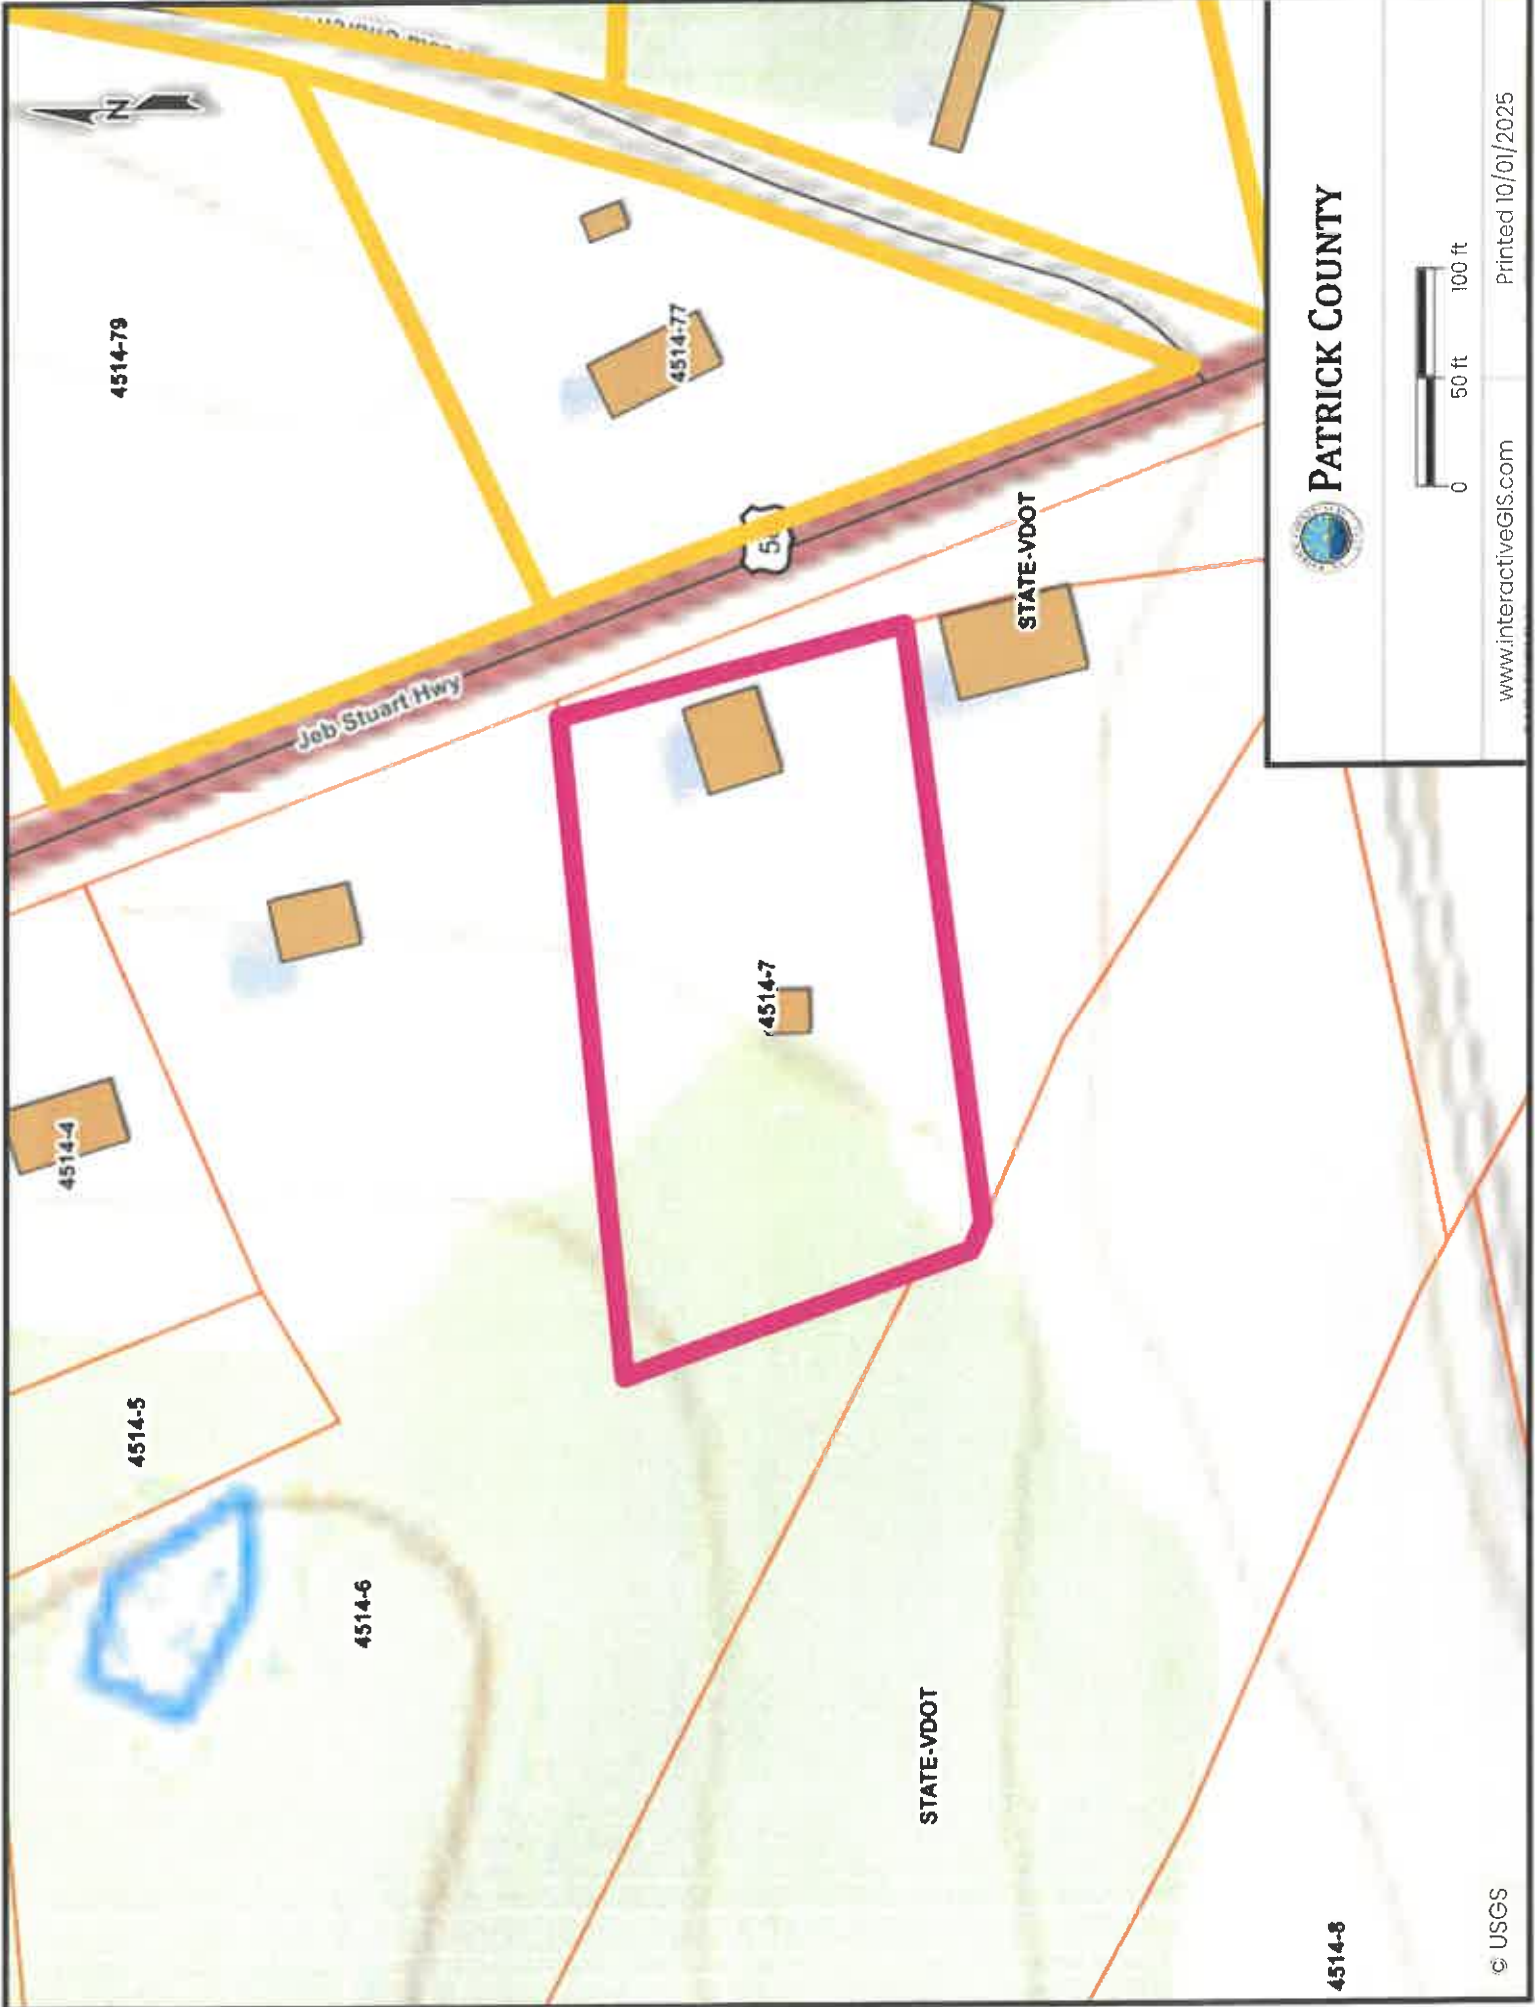 4514-4
4514-5
4514-79
N
Jeb Stuart Hwy
4514-6
4514-7
4514-77
STATE-VDOT
STATE-VDOT
4514-8
PATRICK COUNTY
0 50 ft 100 ft
www.interactiveGIS.com Printed 10/01/2025
© USGS